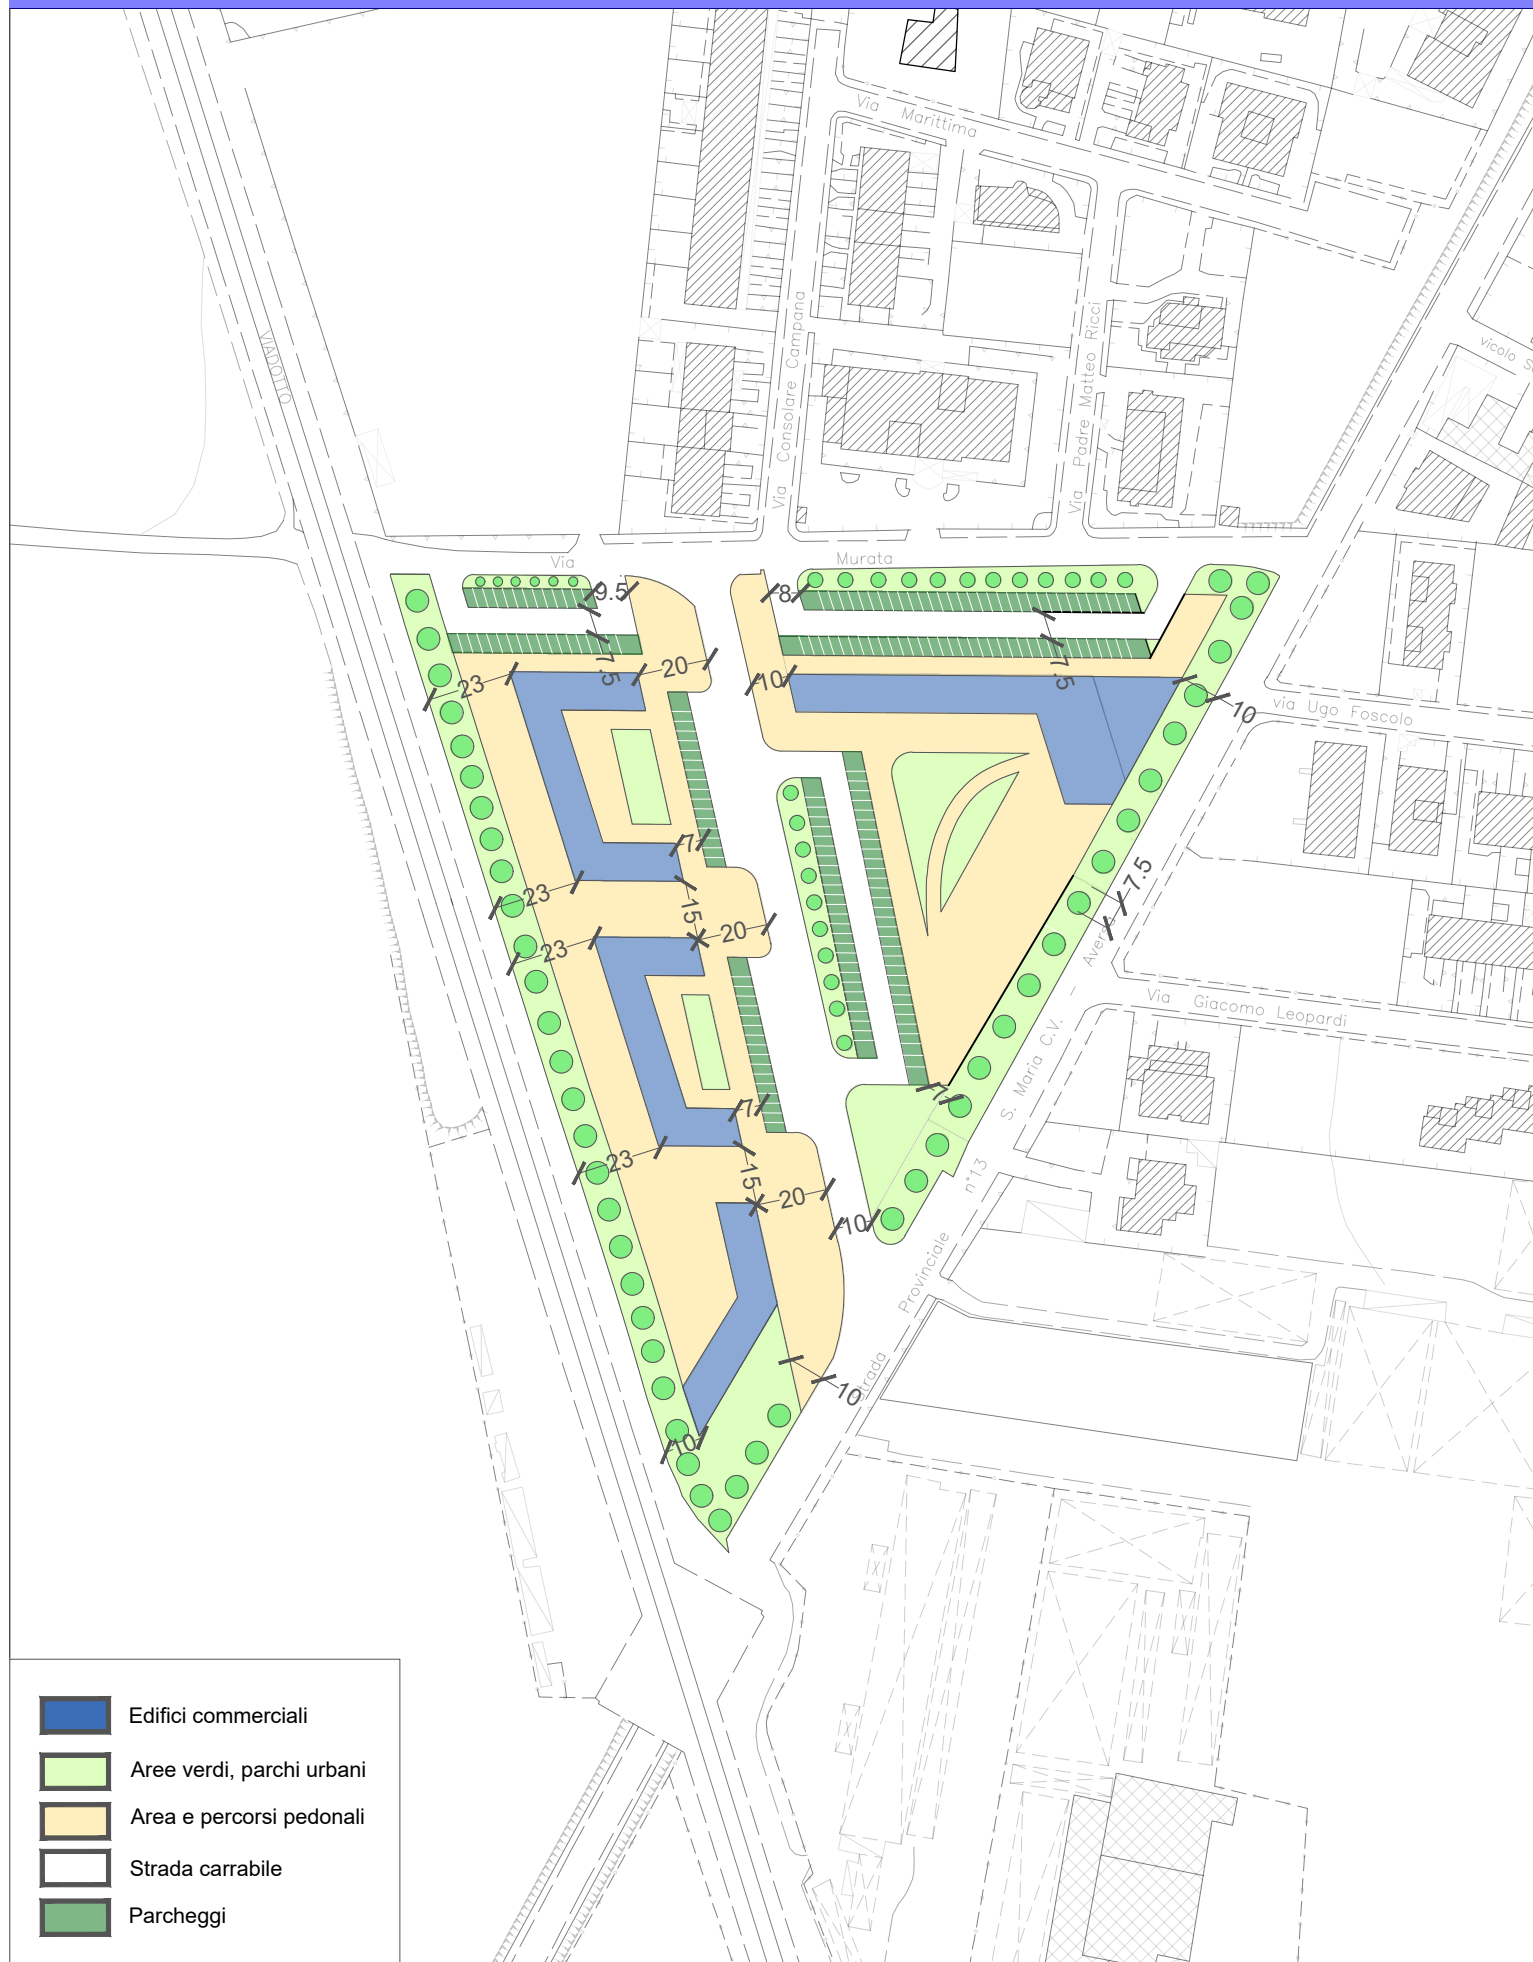 Via Marittima
VIADOTTO
Via Consolare Campana
Via Padre Matteo Ricci
vicolo S.
Via Murata
9.5
8
7.5
20
10
7.5
23
10
via Ugo Foscolo
7
7.5
23
15
20
23
Via Giacomo Leopardi
7
7
23
15
20
10
10
10
Strada Provinciale n°13 S. Maria C.V. Aversa
Edifici commerciali
Aree verdi, parchi urbani
Area e percorsi pedonali
Strada carrabile
Parcheggi